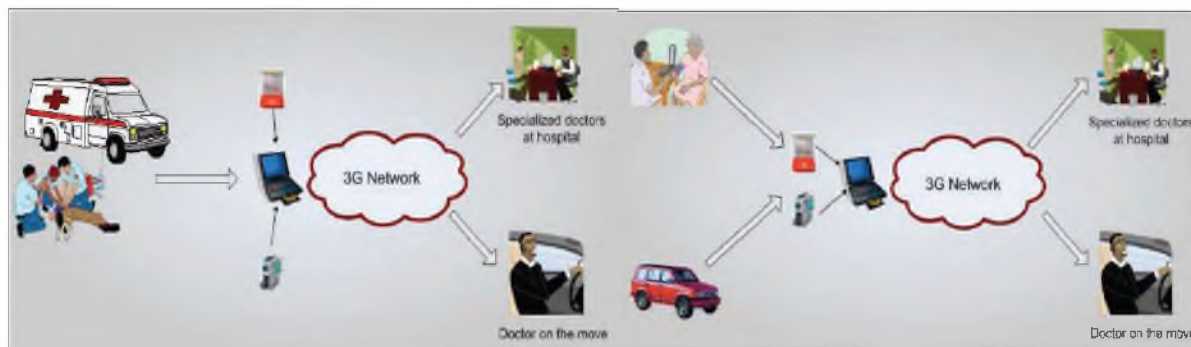 Specialized doctors
at hospital
3G Network
Doctor on the move
Specialized doctors
at hospital
3G Network
Doctor on the move